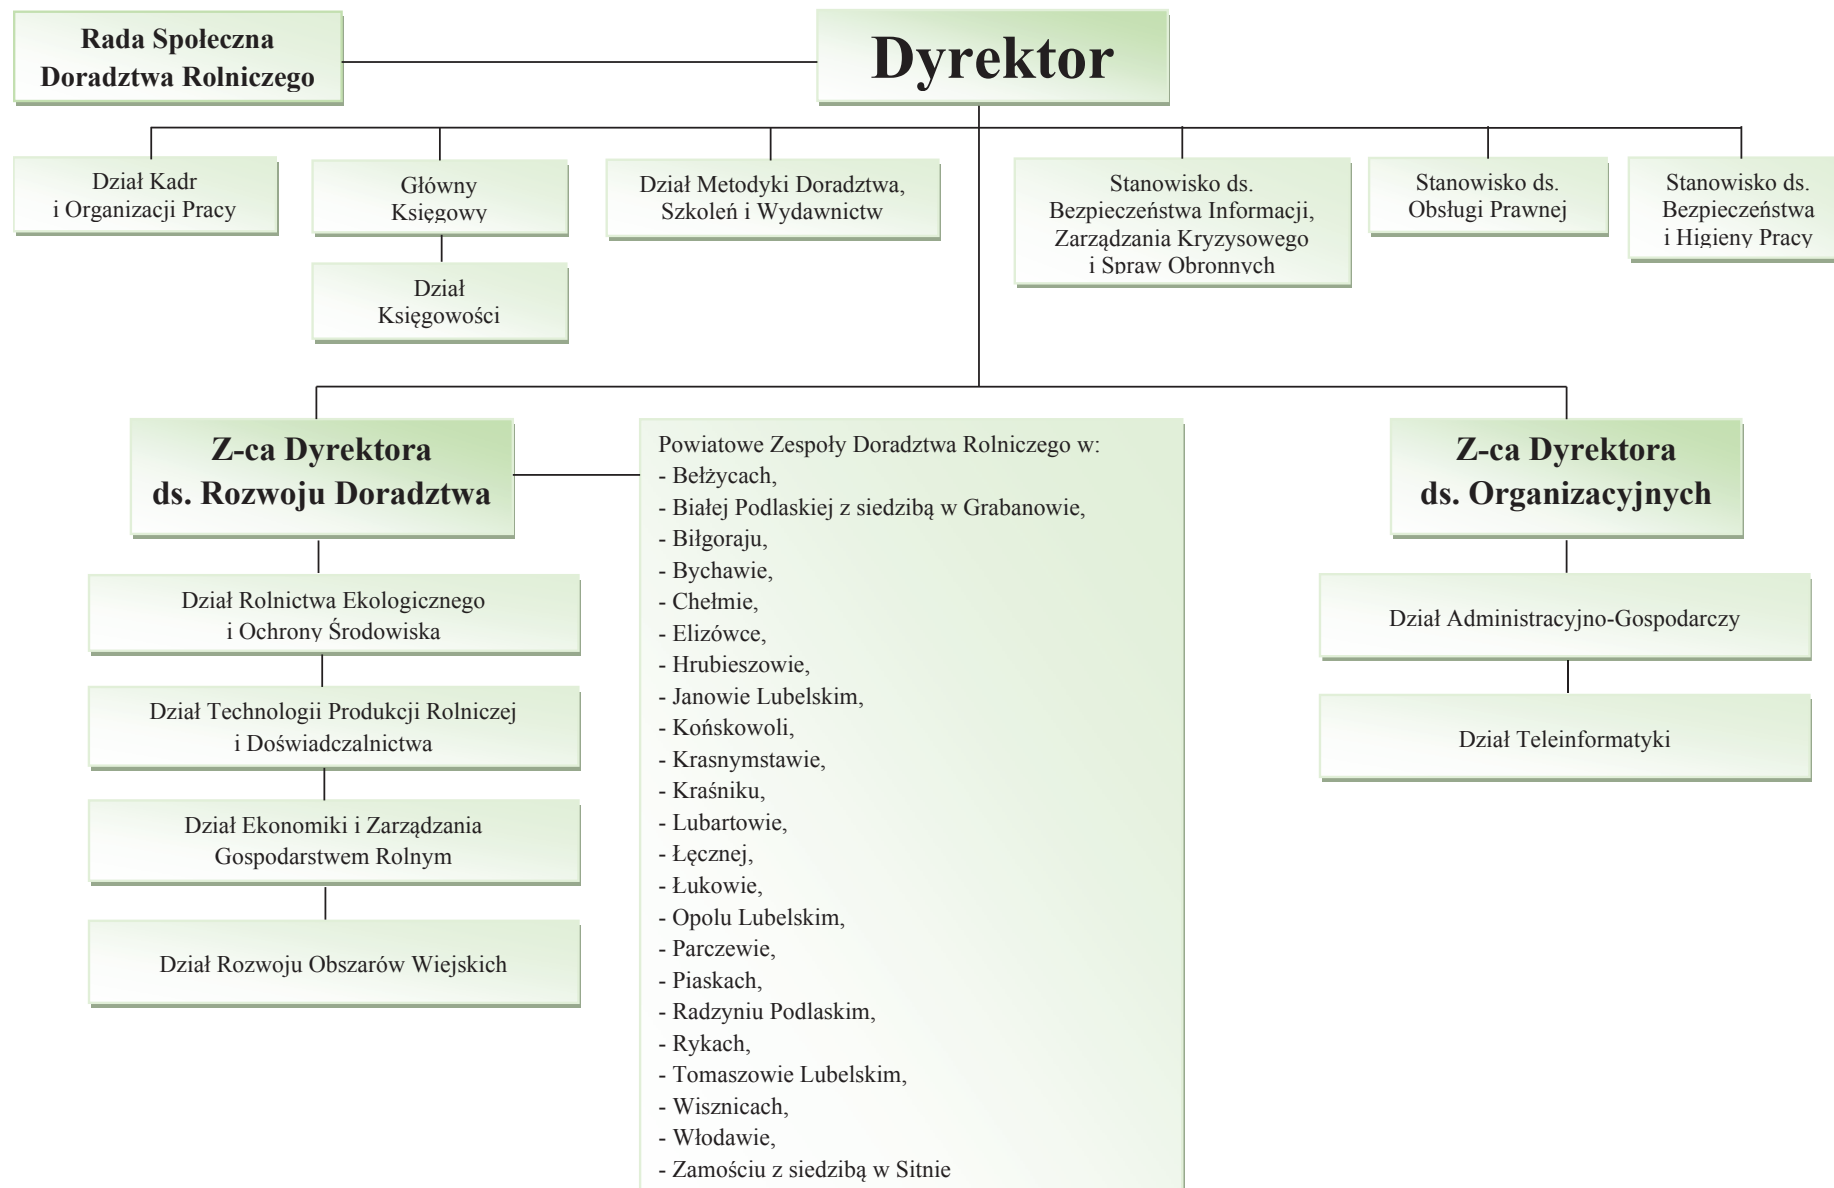 Rada Społeczna
Doradztwa Rolniczego
Dyrektor
Dział Kadr
i Organizacji Pracy
Główny
Księgowy
Dział Metodyki Doradztwa,
Szkoleń i Wydawnictw
Stanowisko ds.
Bezpieczeństwa Informacji,
Zarządzania Kryzysowego
i Spraw Obronnych
Stanowisko ds.
Obsługi Prawnej
Stanowisko ds.
Bezpieczeństwa
i Higieny Pracy
Dział
Księgowości
Z-ca Dyrektora
ds. Rozwoju Doradztwa
Dział Rolnictwa Ekologicznego
i Ochrony Środowiska
Dział Technologii Produkcji Rolniczej
i Doświadczalnictwa
Dział Ekonomiki i Zarządzania
Gospodarstwem Rolnym
Dział Rozwoju Obszarów Wiejskich
Powiatowe Zespoły Doradztwa Rolniczego w:
- Bełżycach,
- Białej Podlaskiej z siedzibą w Grabanowie,
- Biłgoraju,
- Bychawie,
- Chełmie,
- Elizówce,
- Hrubieszowie,
- Janowie Lubelskim,
- Końskowoli,
- Krasnymstawie,
- Kraśniku,
- Lubartowie,
- Łęcznej,
- Łukowie,
- Opolu Lubelskim,
- Parczewie,
- Piaskach,
- Radzyniu Podlaskim,
- Rykach,
- Tomaszowie Lubelskim,
- Wisznicach,
- Włodawie,
- Zamościu z siedzibą w Sitnie
Z-ca Dyrektora
ds. Organizacyjnych
Dział Administracyjno-Gospodarczy
Dział Teleinformatyki